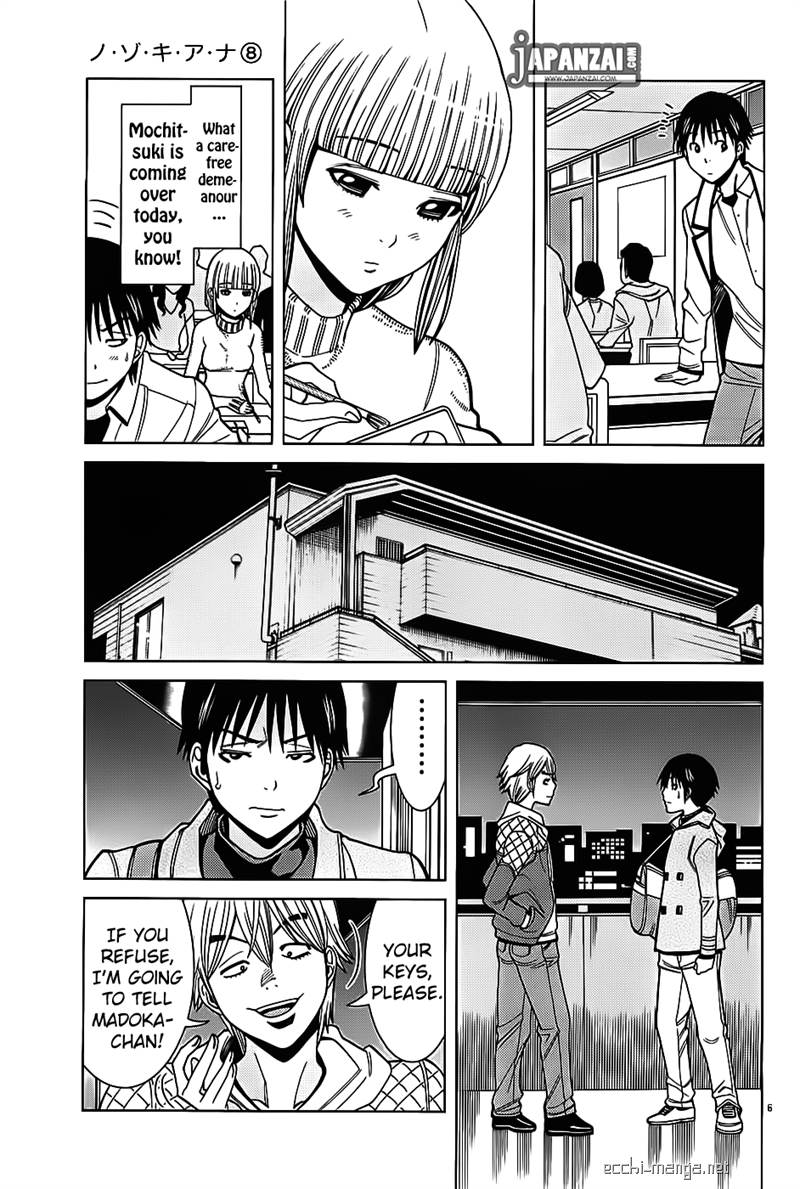 ノ・ゾ・キ・ア・ナ⑧
JAPANZAI.COM
WWW.JAPANZAI.COM
What
a care-
free
deme-
anour
...
Mochit-
suki is
coming
over
today,
you
know!
........
YOUR
KEYS,
PLEASE.
IF YOU
REFUSE,
I'M GOING
TO TELL
MADOKA-
CHAN!
6
ecchi-manga.net